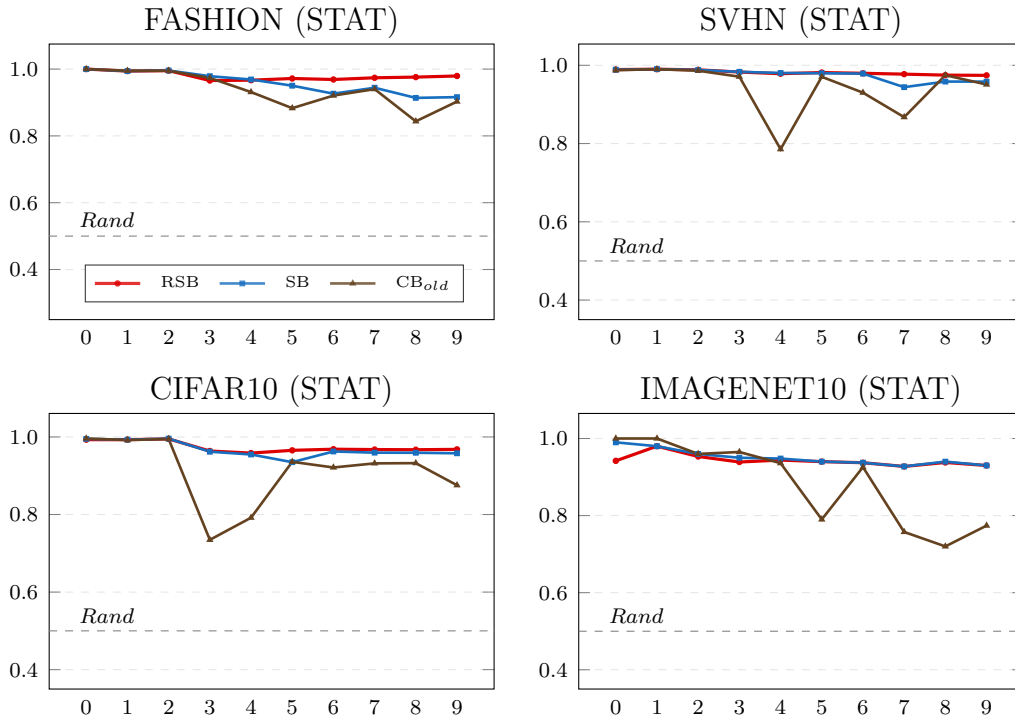 FASHION (STAT)
1.0
0.8
0.6
0.4
Rand
RSB SB CB_old
0 1 2 3 4 5 6 7 8 9
SVHN (STAT)
1.0
0.8
0.6
0.4
Rand
0 1 2 3 4 5 6 7 8 9
CIFAR10 (STAT)
1.0
0.8
0.6
0.4
Rand
0 1 2 3 4 5 6 7 8 9
IMAGENET10 (STAT)
1.0
0.8
0.6
0.4
Rand
0 1 2 3 4 5 6 7 8 9